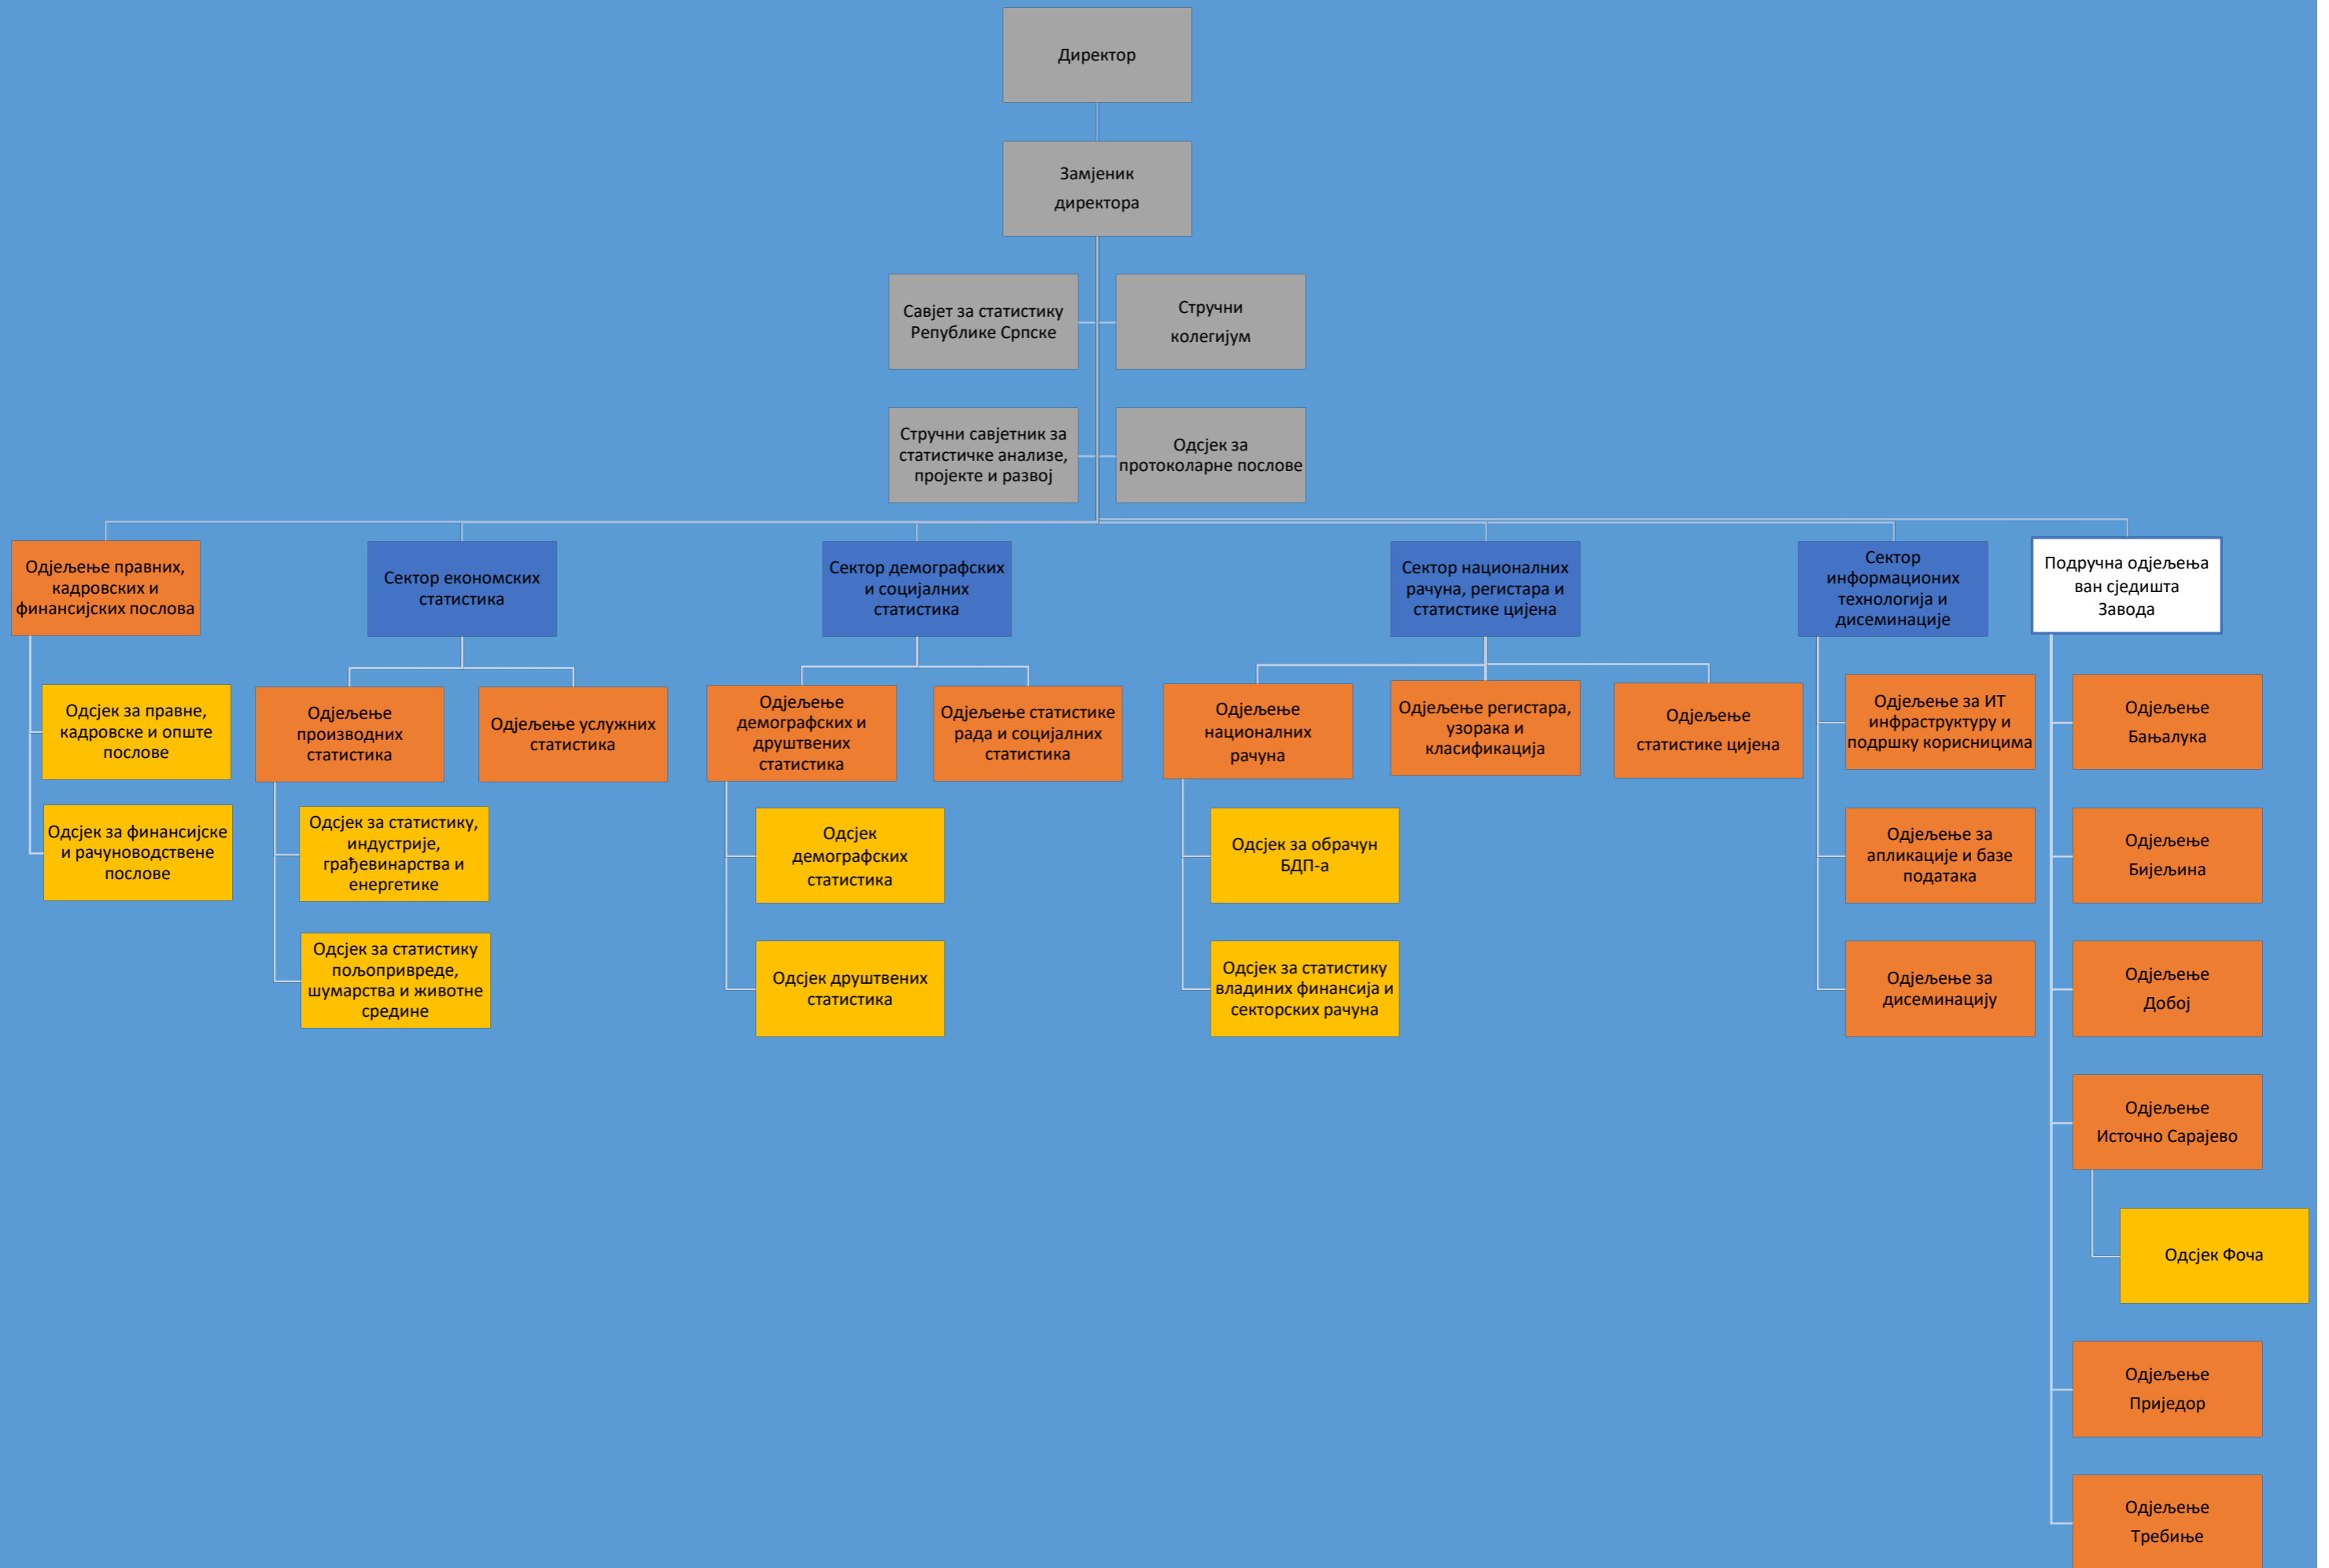 Директор
Замјеник
директора
Савјет за статистику
Републике Српске
Стручни
колегијум
Стручни савјетник за
статистичке анализе,
пројекте и развој
Одсјек за
протоколарне послове
Одјељење правних,
кадровских и
финансијских послова
Сектор економских
статистика
Сектор демографских
и социјалних
статистика
Сектор националних
рачуна, регистара и
статистике цијена
Сектор
информационих
технологија и
дисеминације
Подручна одјељења
ван сједишта
Завода
Одсјек за правне,
кадровске и опште
послове
Одсјек за финансијске
и рачуноводствене
послове
Одјељење
производних
статистика
Одјељење услужних
статистика
Одсјек за статистику,
индустрије,
грађевинарства и
енергетике
Одсјек за статистику
пољопривреде,
шумарства и животне
средине
Одјељење
демографских и
друштвених
статистика
Одјељење статистике
рада и социјалних
статистика
Одсјек
демографских
статистика
Одсјек друштвених
статистика
Одјељење
националних
рачуна
Одјељење регистара,
узорака и
класификација
Одјељење
статистике цијена
Одсјек за обрачун
БДП-а
Одсјек за статистику
владиних финансија и
секторских рачуна
Одјељење за ИТ
инфраструктуру и
подршку корисницима
Одјељење за
апликације и базе
података
Одјељење за
дисеминацију
Одјељење
Бањалука
Одјељење
Бијељина
Одјељење
Добој
Одјељење
Источно Сарајево
Одсјек Фоча
Одјељење
Приједор
Одјељење
Требиње